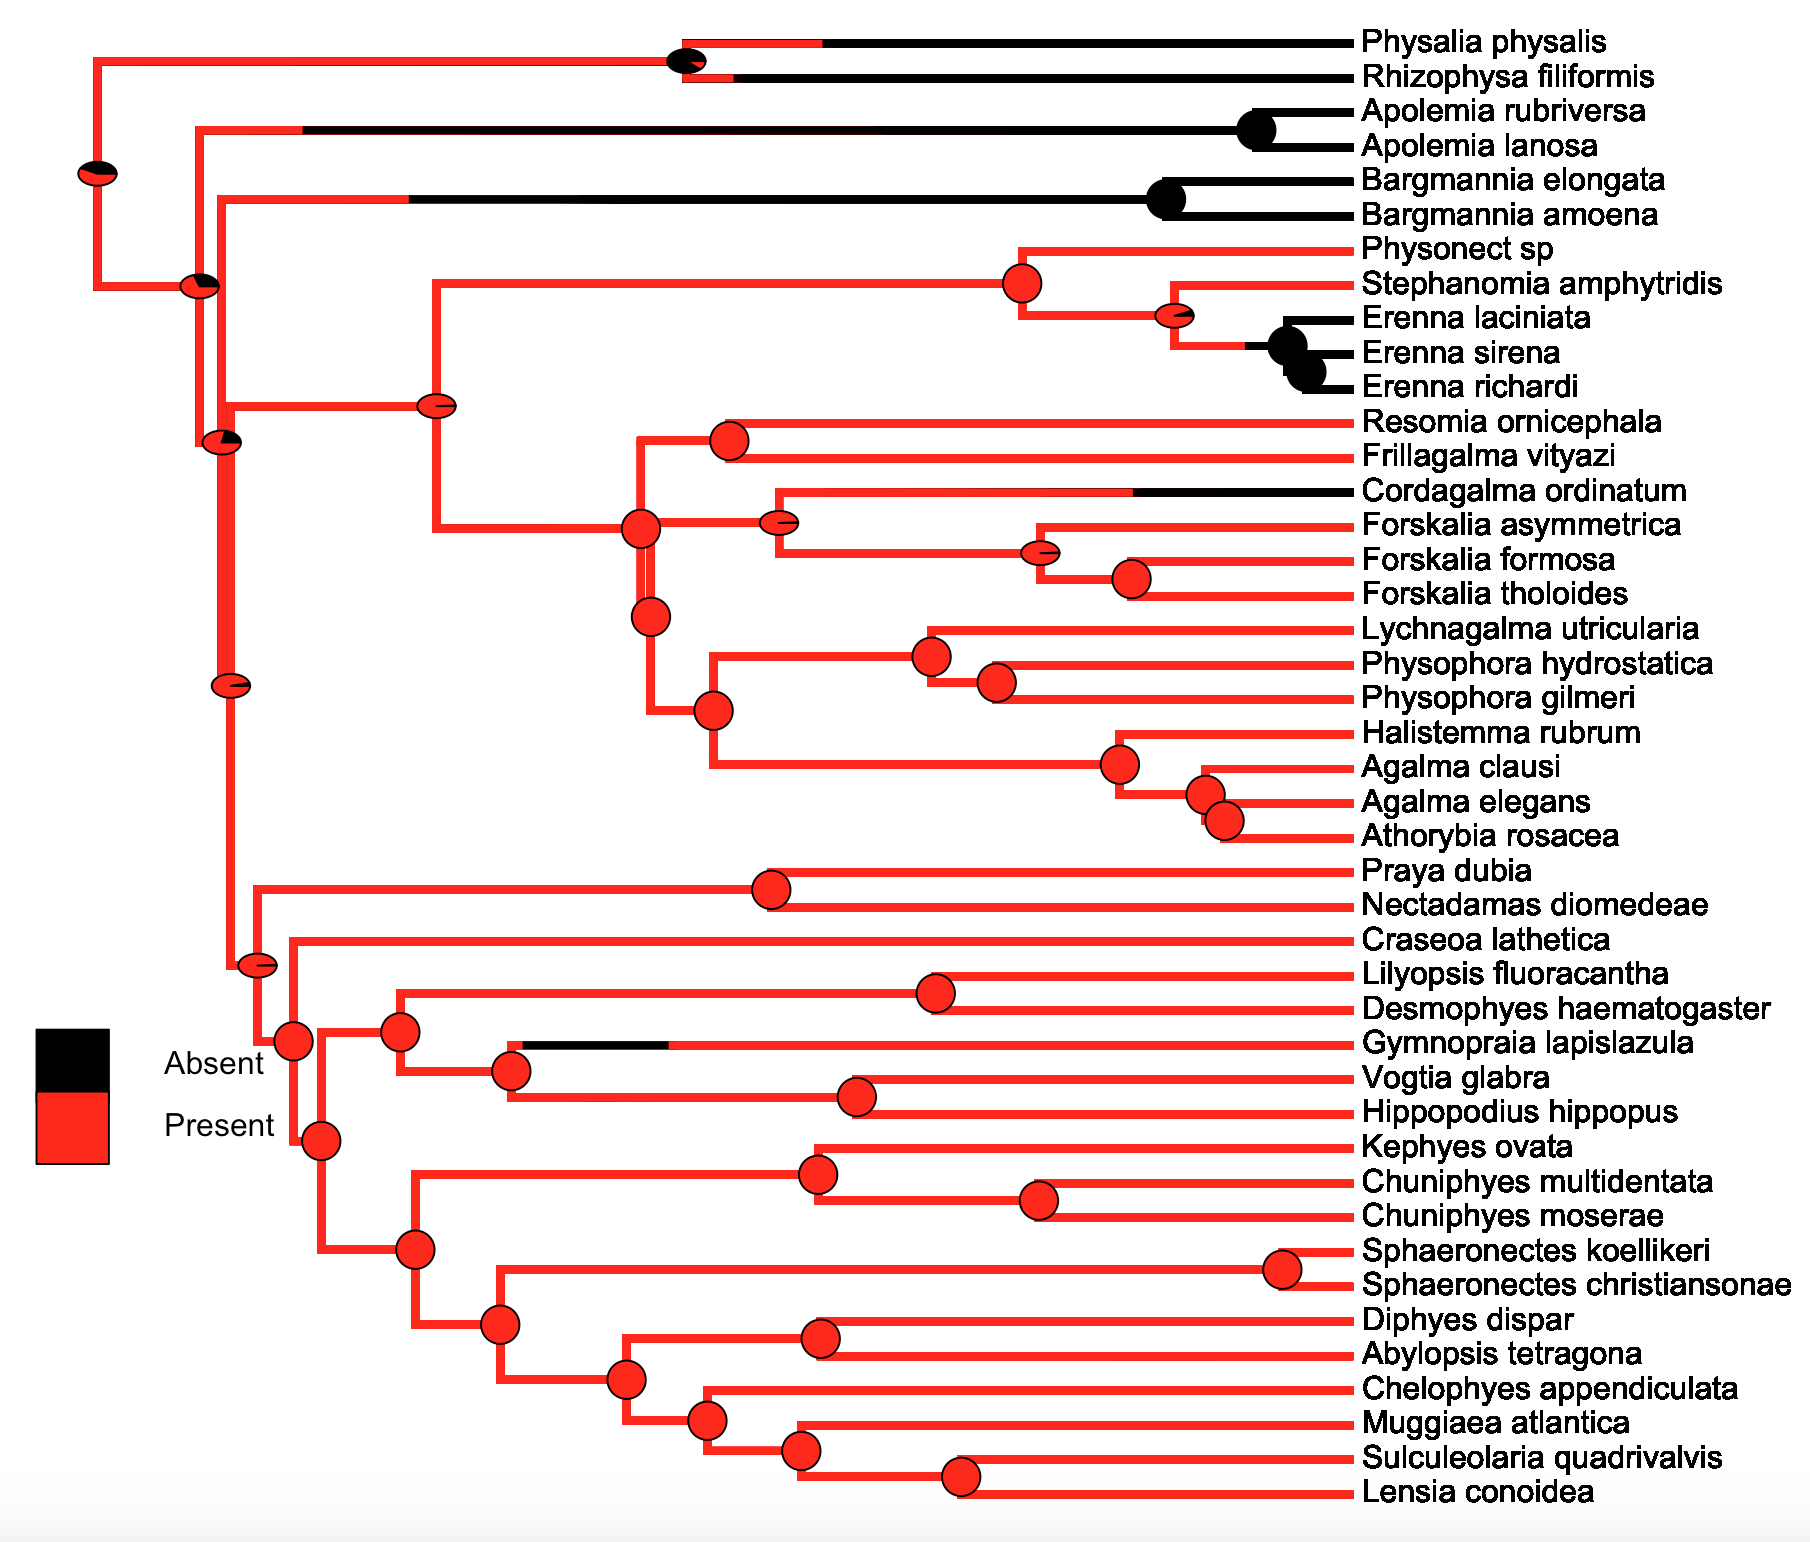 Physalia physalis
Rhizophysa filiformis
Apolemia rubriversa
Apolemia lanosa
Bargmannia elongata
Bargmannia amoena
Physonect sp
Stephanomia amphytridis
Erenna laciniata
Erenna sirena
Erenna richardi
Resomia ornicephala
Frillagalma vityazi
Cordagalma ordinatum
Forskalia asymmetrica
Forskalia formosa
Forskalia tholoides
Lychnagalma utricularia
Physophora hydrostatica
Physophora gilmeri
Halistemma rubrum
Agalma clausi
Agalma elegans
Athorybia rosacea
Praya dubia
Nectadamas diomedeae
Craseoa lathetica
Lilyopsis fluoracantha
Desmophyes haematogaster
Gymnopraia lapislazula
Vogtia glabra
Hippopodius hippopus
Kephyes ovata
Chuniphyes multidentata
Chuniphyes moserae
Sphaeronectes koellikeri
Sphaeronectes christiansonae
Diphyes dispar
Abylopsis tetragona
Chelophyes appendiculata
Muggiaea atlantica
Sulculeolaria quadrivalvis
Lensia conoidea
Absent
Present